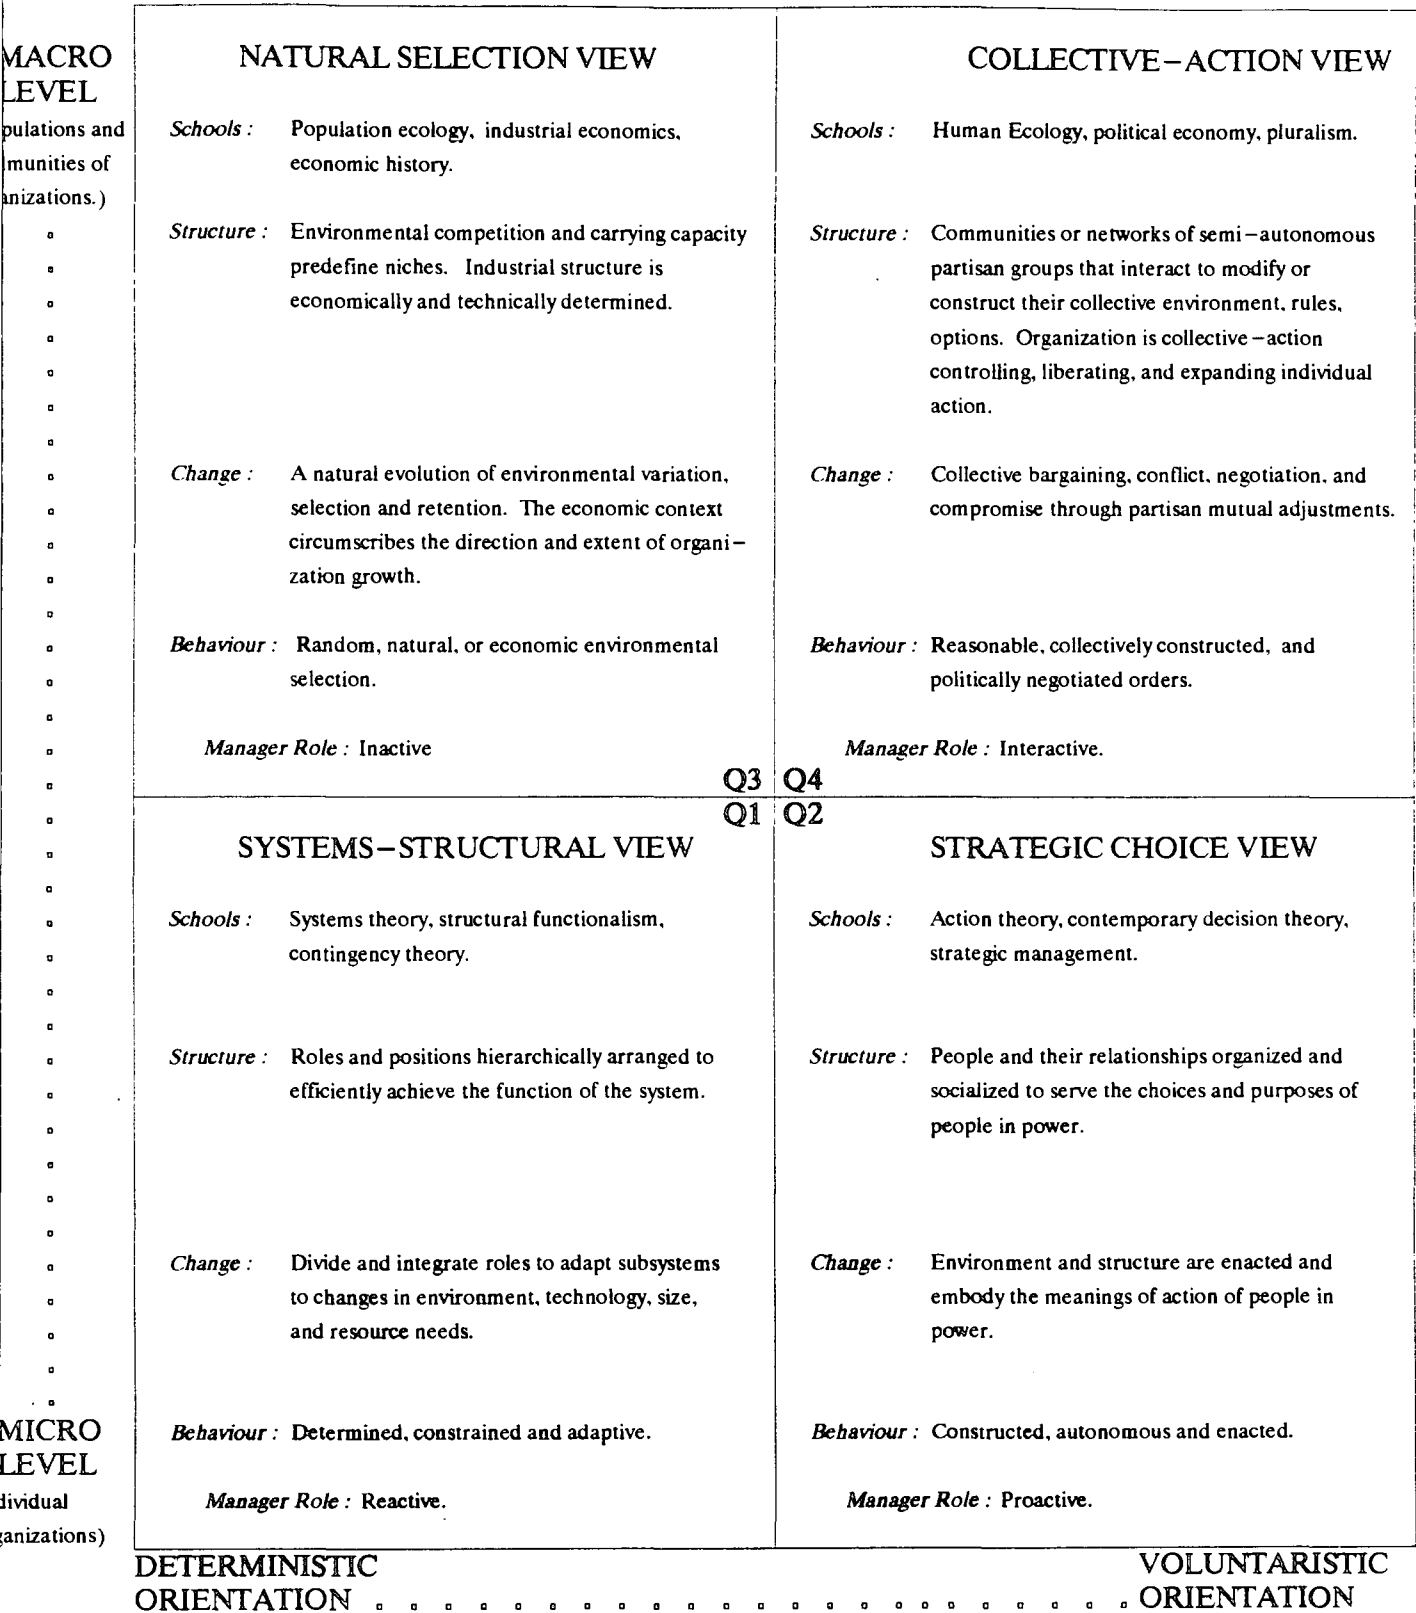 MACRO
LEVEL
pulations and
munities of
anizations.)
NATURAL SELECTION VIEW
Schools : Population ecology, industrial economics,
economic history.
Structure : Environmental competition and carrying capacity
predefine niches. Industrial structure is
economically and technically determined.
Change : A natural evolution of environmental variation,
selection and retention. The economic context
circumscribes the direction and extent of organi–
zation growth.
Behaviour : Random, natural, or economic environmental
selection.
Manager Role : Inactive
Q3
COLLECTIVE–ACTION VIEW
Schools : Human Ecology, political economy, pluralism.
Structure : Communities or networks of semi–autonomous
partisan groups that interact to modify or
construct their collective environment, rules,
options. Organization is collective–action
controlling, liberating, and expanding individual
action.
Change : Collective bargaining, conflict, negotiation, and
compromise through partisan mutual adjustments.
Behaviour : Reasonable, collectively constructed, and
politically negotiated orders.
Manager Role : Interactive.
Q4
Q1
SYSTEMS–STRUCTURAL VIEW
Schools : Systems theory, structural functionalism,
contingency theory.
Structure : Roles and positions hierarchically arranged to
efficiently achieve the function of the system.
Change : Divide and integrate roles to adapt subsystems
to changes in environment, technology, size,
and resource needs.
Behaviour : Determined, constrained and adaptive.
Manager Role : Reactive.
Q2
STRATEGIC CHOICE VIEW
Schools : Action theory, contemporary decision theory,
strategic management.
Structure : People and their relationships organized and
socialized to serve the choices and purposes of
people in power.
Change : Environment and structure are enacted and
embody the meanings of action of people in
power.
Behaviour : Constructed, autonomous and enacted.
Manager Role : Proactive.
MICRO
LEVEL
dividual
ganizations)
DETERMINISTIC
ORIENTATION
VOLUNTARISTIC
ORIENTATION